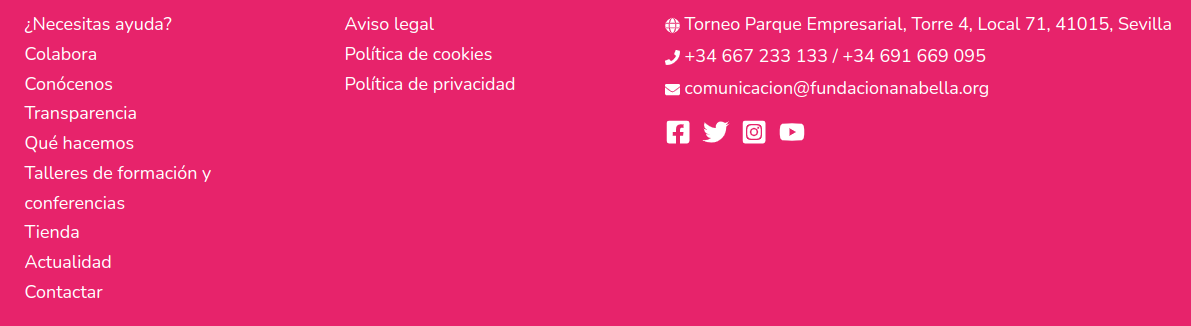 ¿Necesitas ayuda?
Colabora
Conócenos
Transparencia
Qué hacemos
Talleres de formación y
conferencias
Tienda
Actualidad
Contactar
Aviso legal
Política de cookies
Política de privacidad
Torneo Parque Empresarial, Torre 4, Local 71, 41015, Sevilla
+34 667 233 133 / +34 691 669 095
comunicacion@fundacionanabella.org